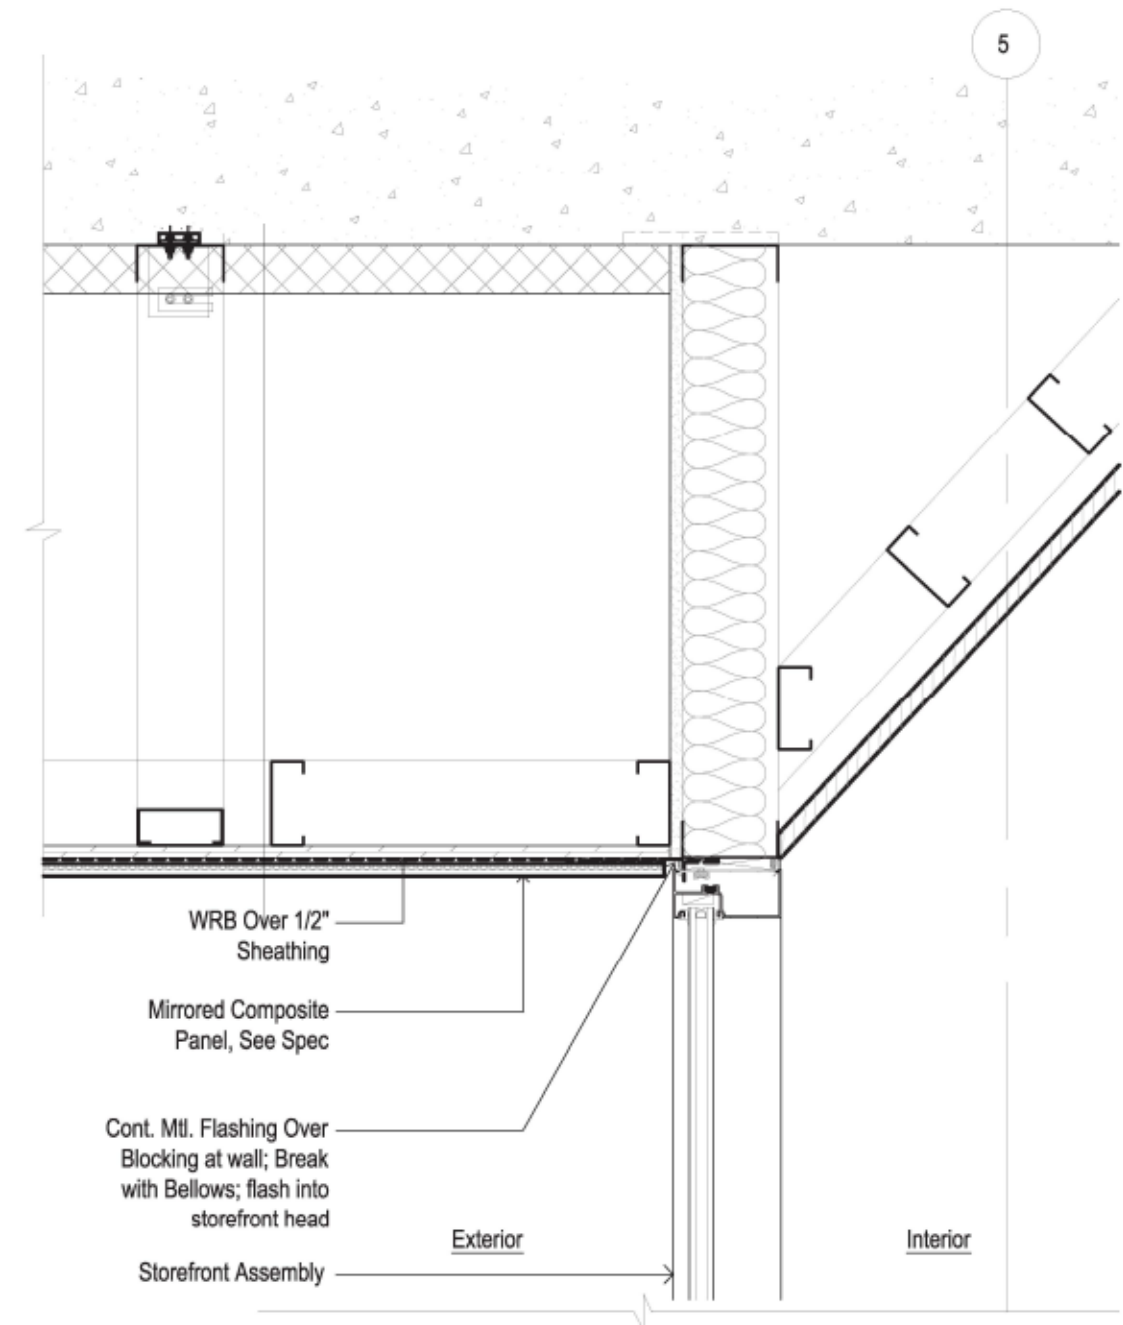 5
WRB Over 1/2"
Sheathing
Mirrored Composite
Panel, See Spec
Cont. Mtl. Flashing Over
Blocking at wall; Break
with Bellows; flash into
storefront head
Exterior
Interior
Storefront Assembly